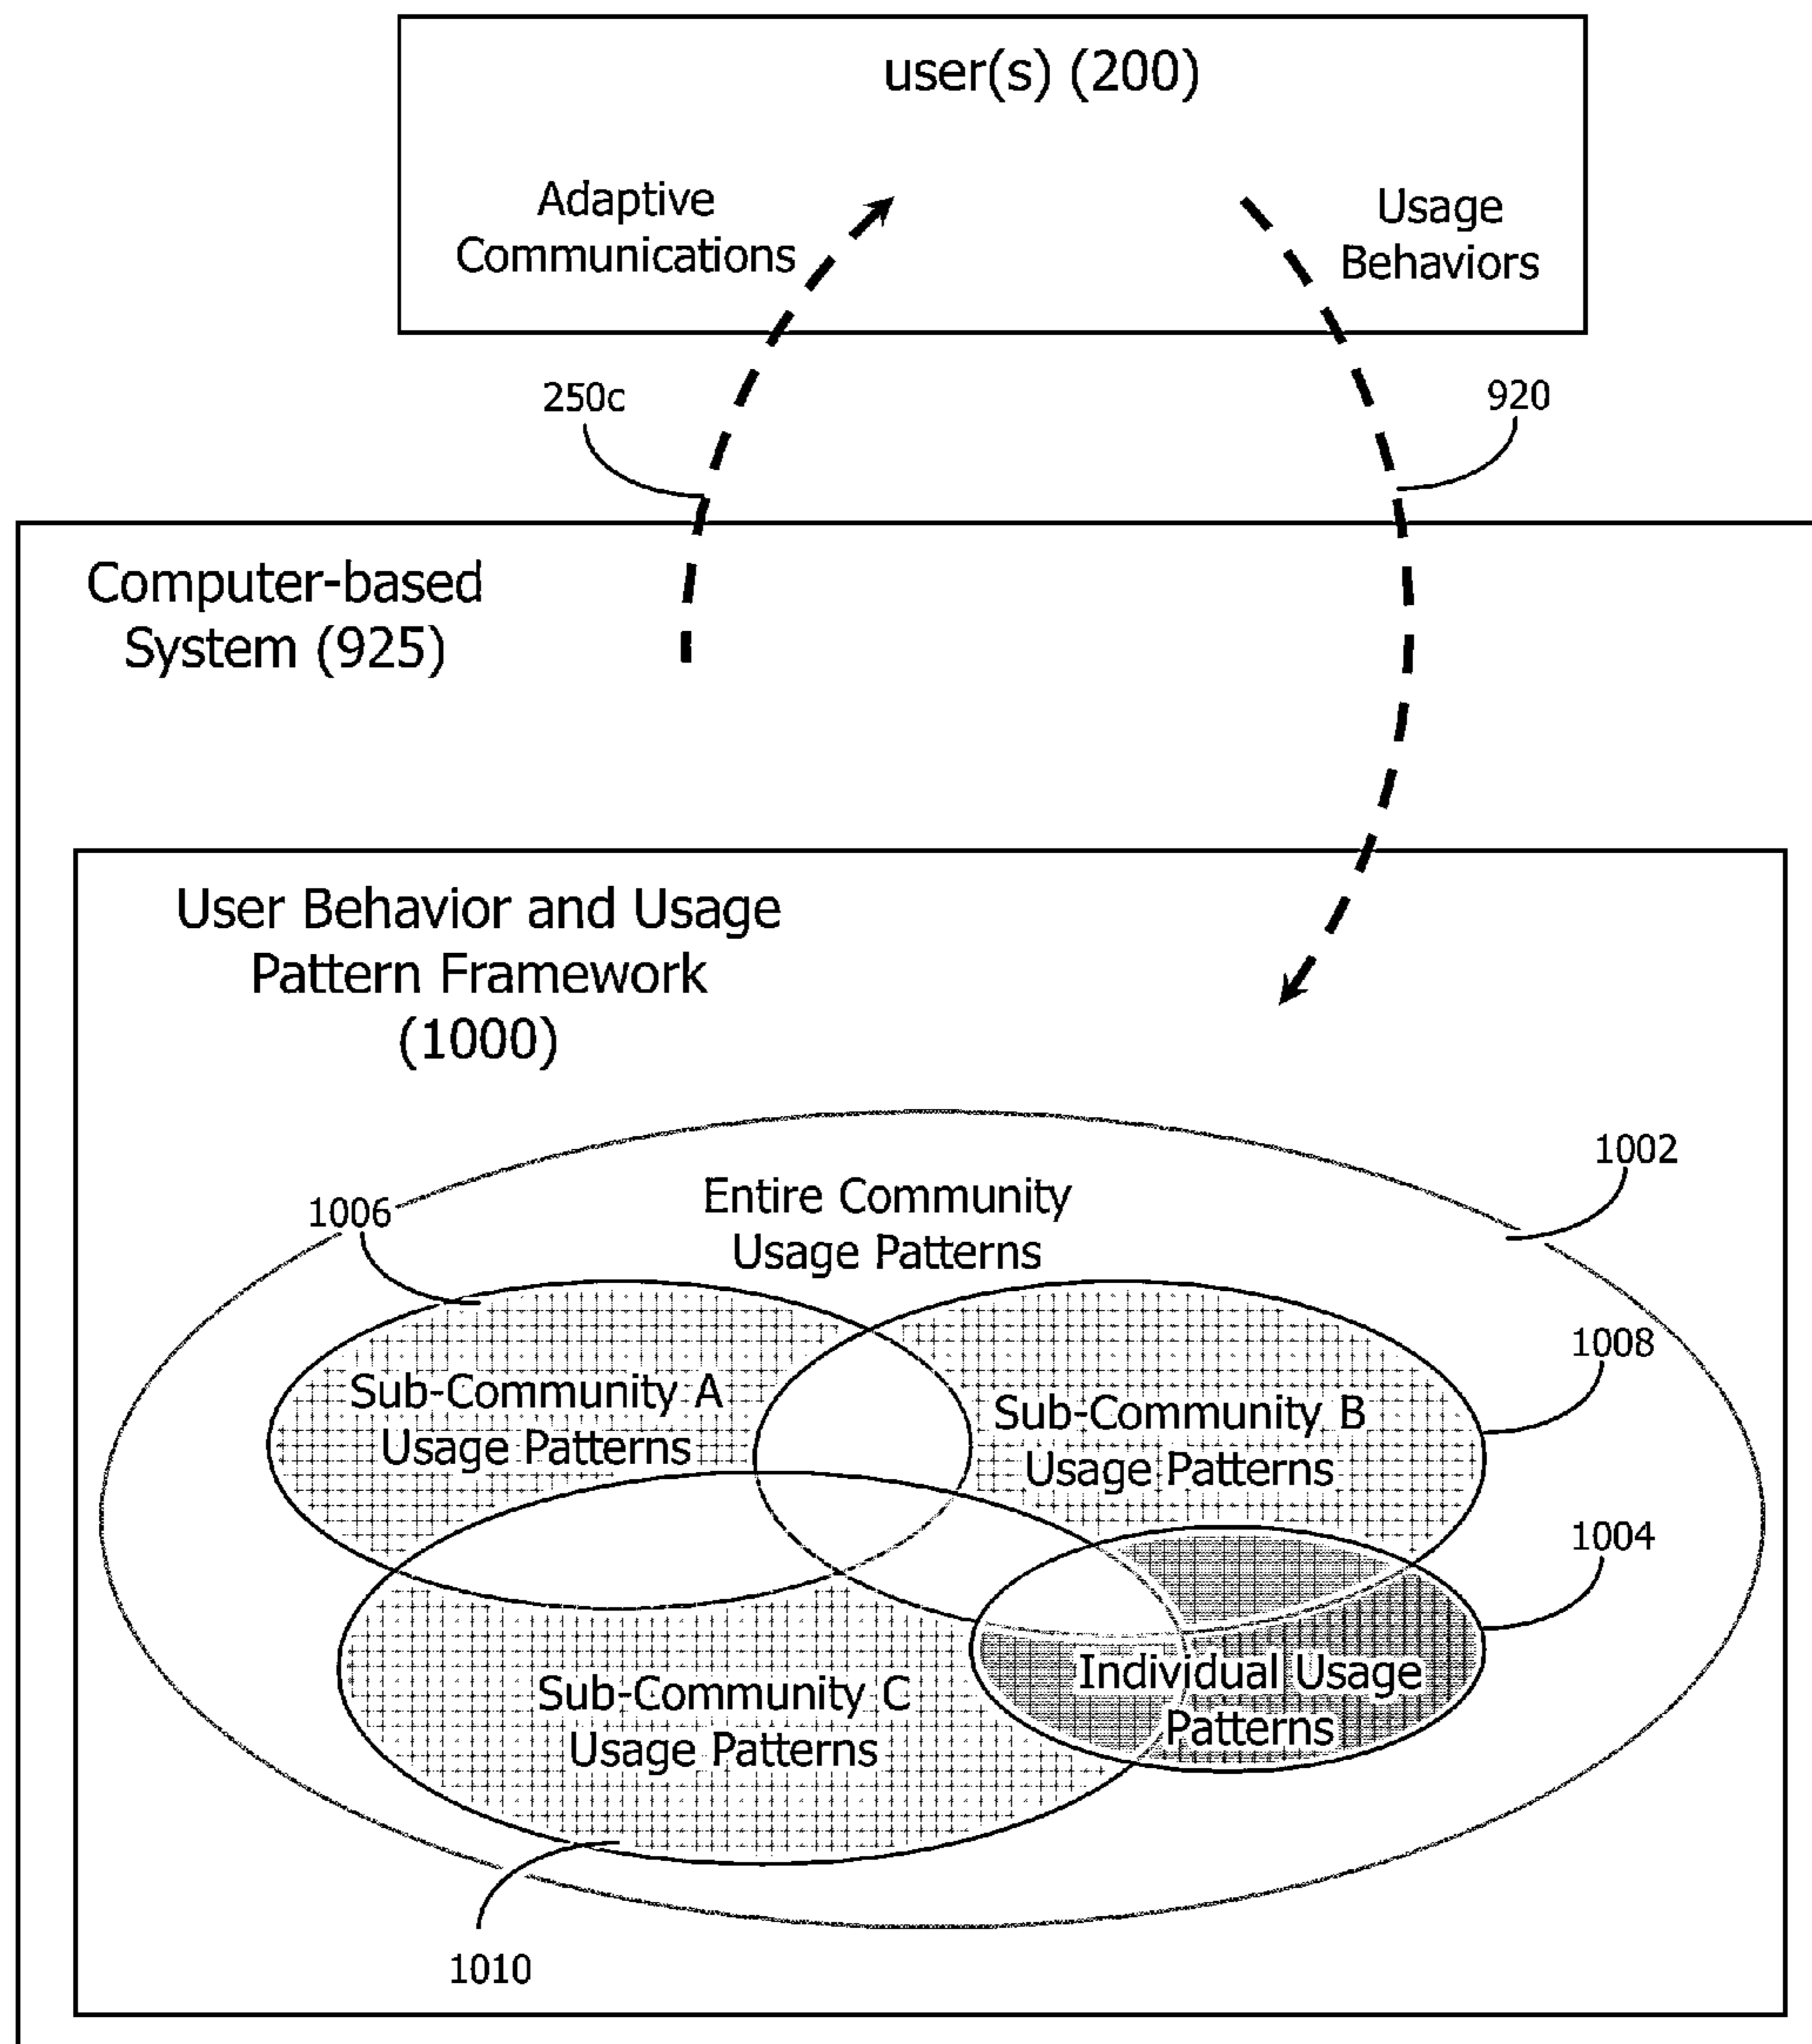 user(s) (200)
Adaptive
Communications
Usage
Behaviors
250c
920
Computer-based
System (925)
User Behavior and Usage
Pattern Framework
(1000)
1002
Entire Community
Usage Patterns
1006
1008
Sub-Community A
Usage Patterns
Sub-Community B
Usage Patterns
1004
Individual Usage
Patterns
Sub-Community C
Usage Patterns
1010